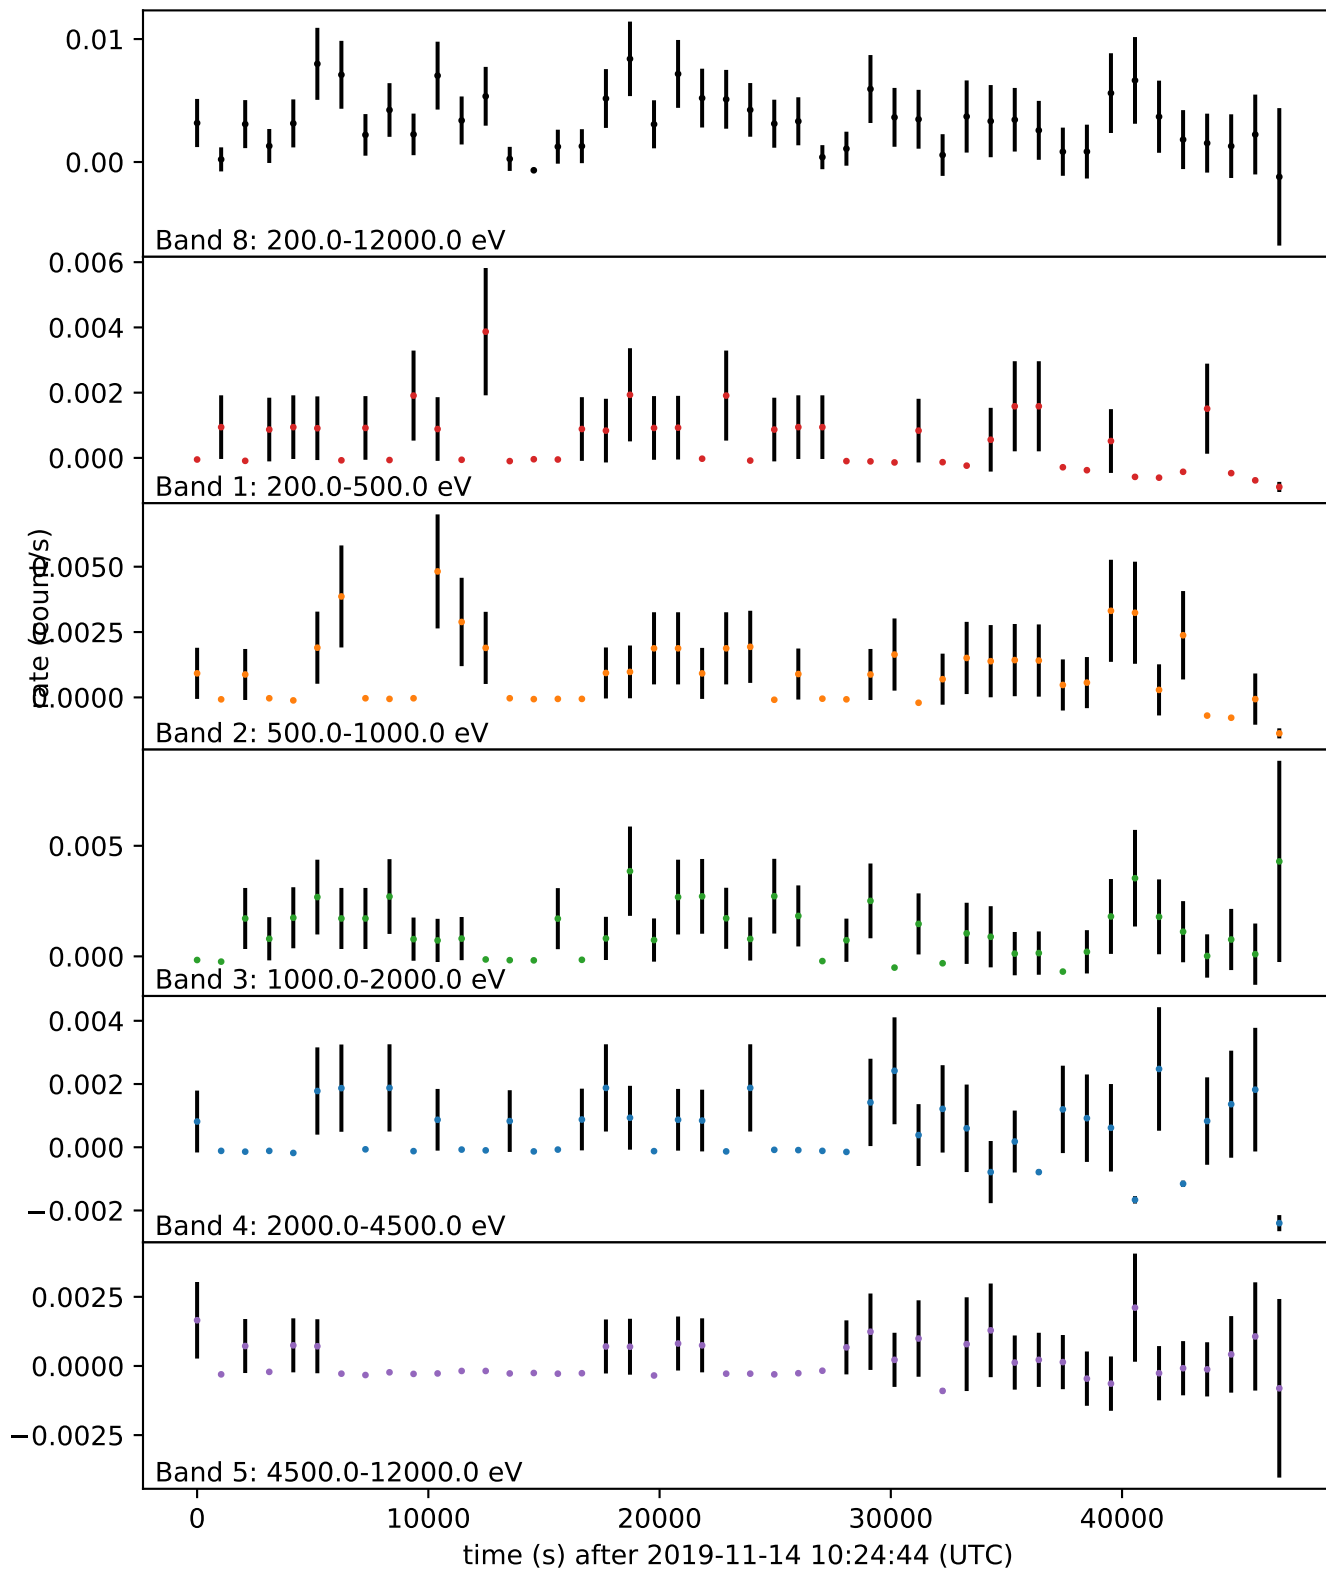 0.01
0.00
Band 8: 200.0-12000.0 eV
0.006
0.004
0.002
0.000
Band 1: 200.0-500.0 eV
rate (count/s)
0.0050
0.0025
0.0000
Band 2: 500.0-1000.0 eV
0.005
0.000
Band 3: 1000.0-2000.0 eV
0.004
0.002
0.000
−0.002
Band 4: 2000.0-4500.0 eV
0.0025
0.0000
−0.0025
Band 5: 4500.0-12000.0 eV
0 10000 20000 30000 40000
time (s) after 2019-11-14 10:24:44 (UTC)